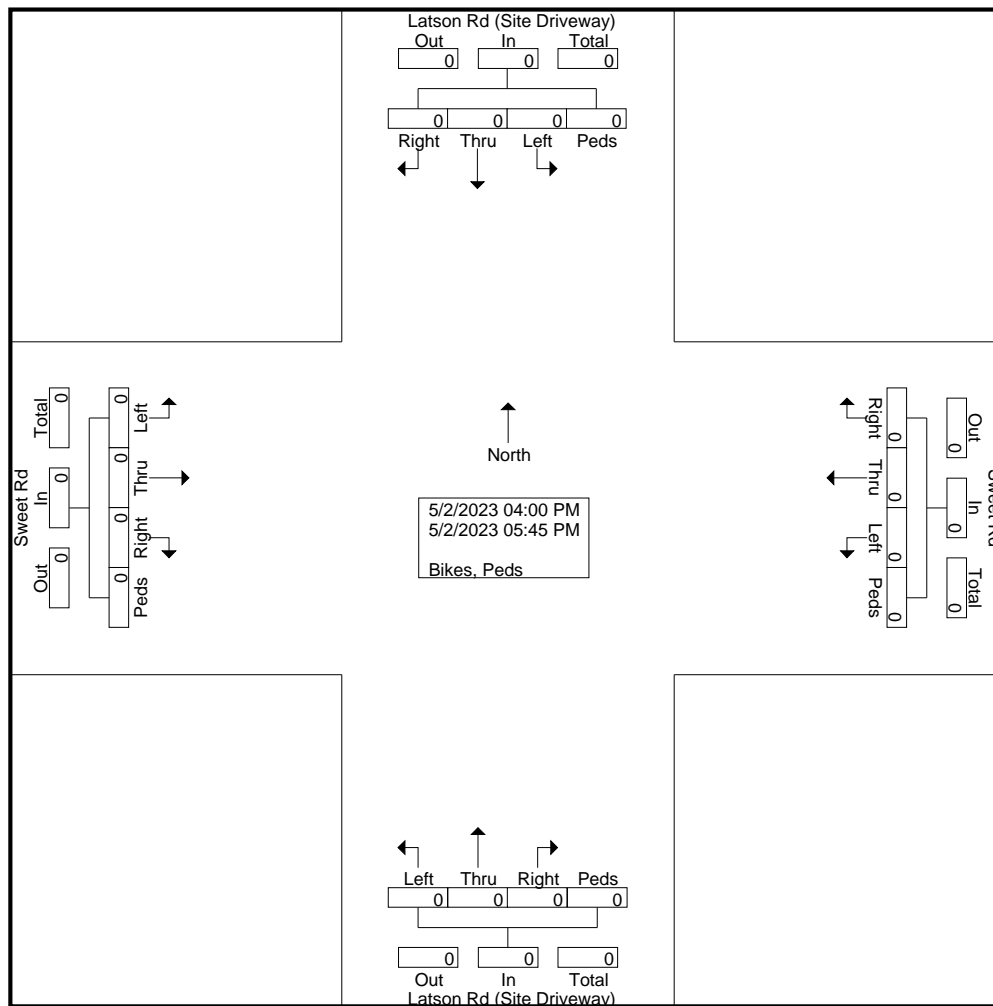 Latson Rd (Site Driveway)
Out In Total
0 0 0
0 0 0 0
Right Thru Left Peds
Sweet Rd
Total In Out
0 0 0
0 0 0 0
Left Thru Right Peds
North
5/2/2023 04:00 PM
5/2/2023 05:45 PM
Bikes, Peds
Right Thru Left Peds
0 0 0 0
0 0 0
Out In Total
Sweet Rd
Left Thru Right Peds
0 0 0 0
0 0 0
Out In Total
Latson Rd (Site Driveway)